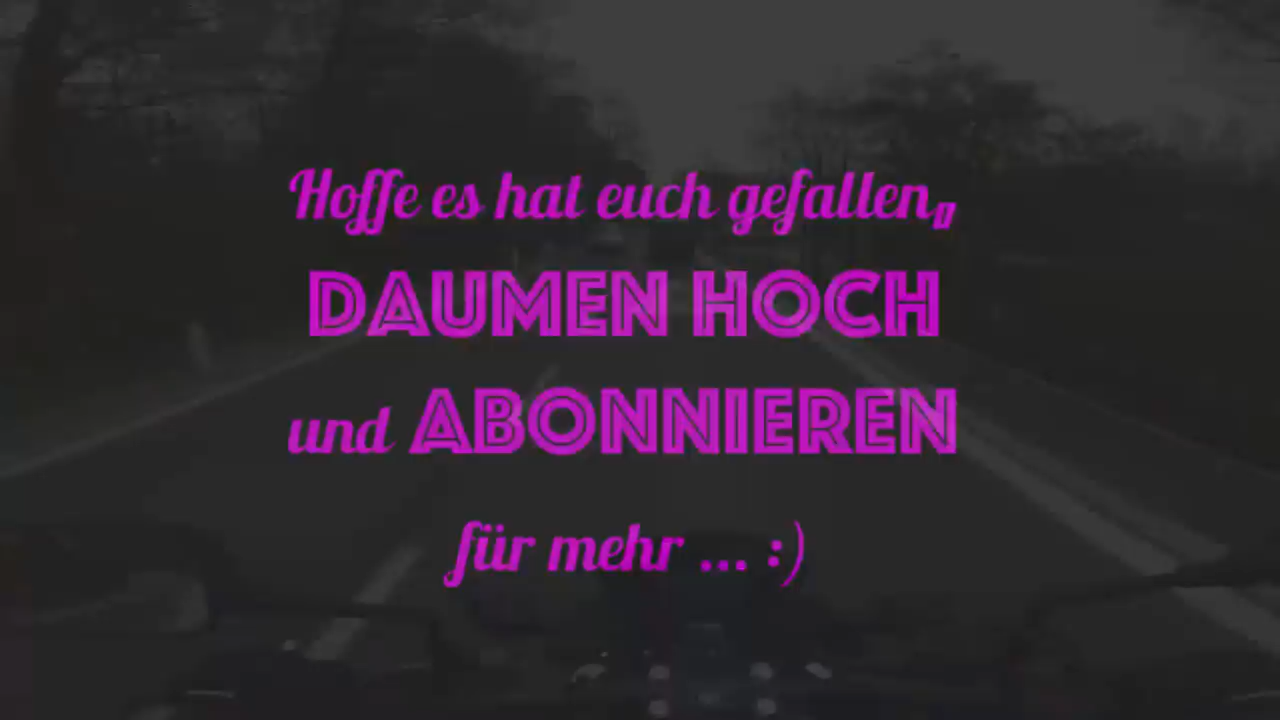 Hoffe es hat euch gefallen,
DAUMEN HOCH
und ABONNIEREN
für mehr ... :)